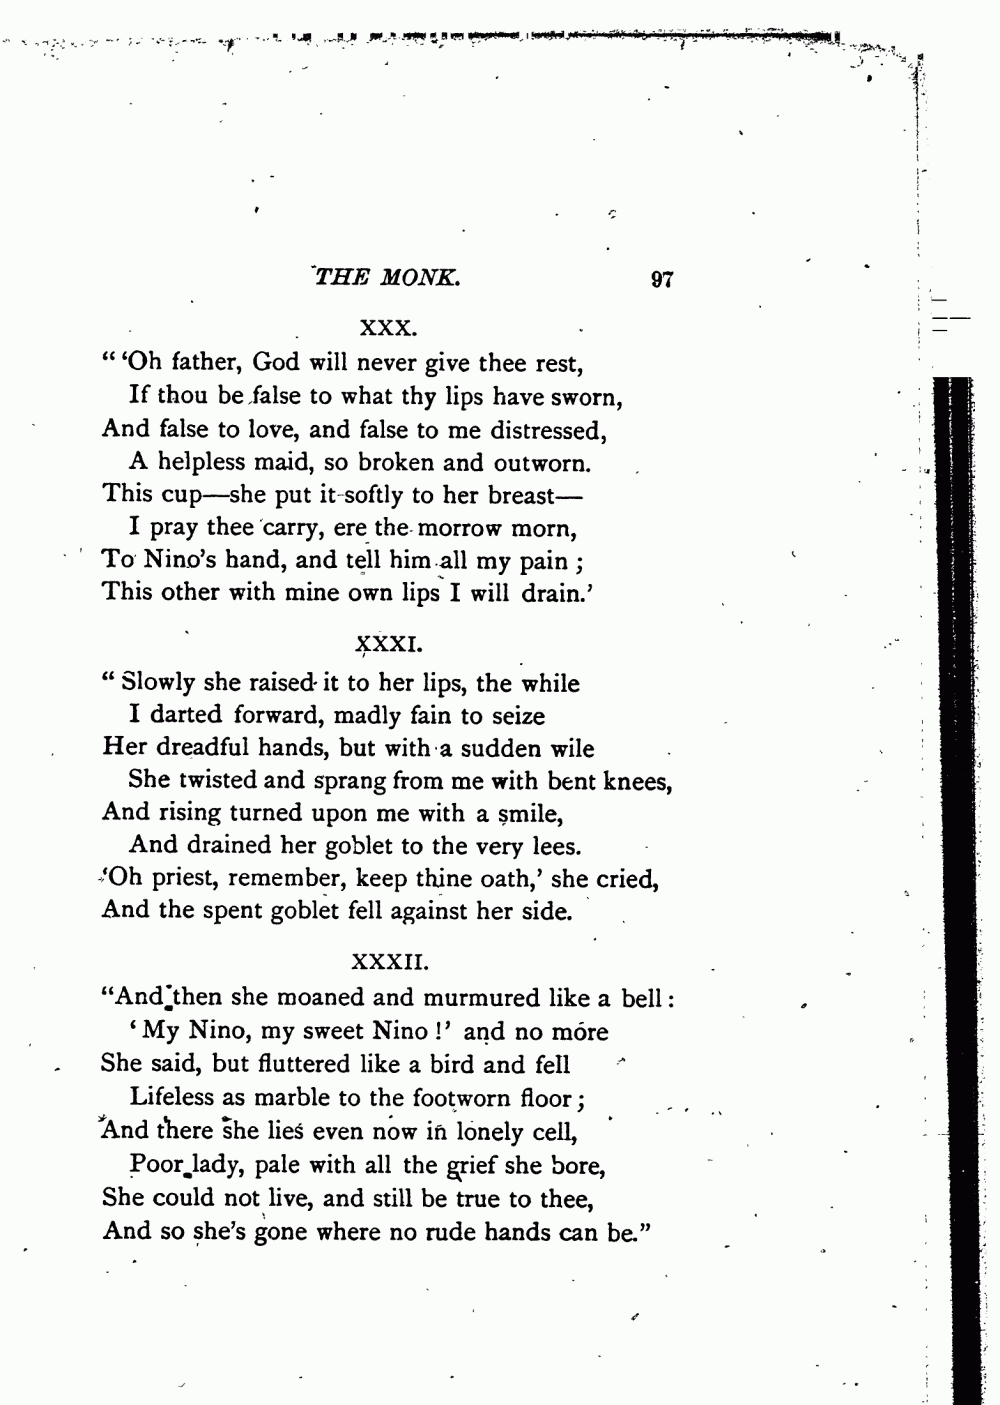 THE MONK. 97
XXX.
“ ‘Oh father, God will never give thee rest,
If thou be false to what thy lips have sworn,
And false to love, and false to me distressed,
A helpless maid, so broken and outworn.
This cup—she put it softly to her breast—
I pray thee carry, ere the morrow morn,
To Nino’s hand, and tell him all my pain ;
This other with mine own lips I will drain.’
XXXI.
“ Slowly she raised it to her lips, the while
I darted forward, madly fain to seize
Her dreadful hands, but with a sudden wile
She twisted and sprang from me with bent knees,
And rising turned upon me with a smile,
And drained her goblet to the very lees.
‘Oh priest, remember, keep thine oath,’ she cried,
And the spent goblet fell against her side.
XXXII.
“And then she moaned and murmured like a bell :
‘ My Nino, my sweet Nino !’ and no more
She said, but fluttered like a bird and fell
Lifeless as marble to the footworn floor ;
And there she lies even now in lonely cell,
Poor lady, pale with all the grief she bore,
She could not live, and still be true to thee,
And so she’s gone where no rude hands can be.”